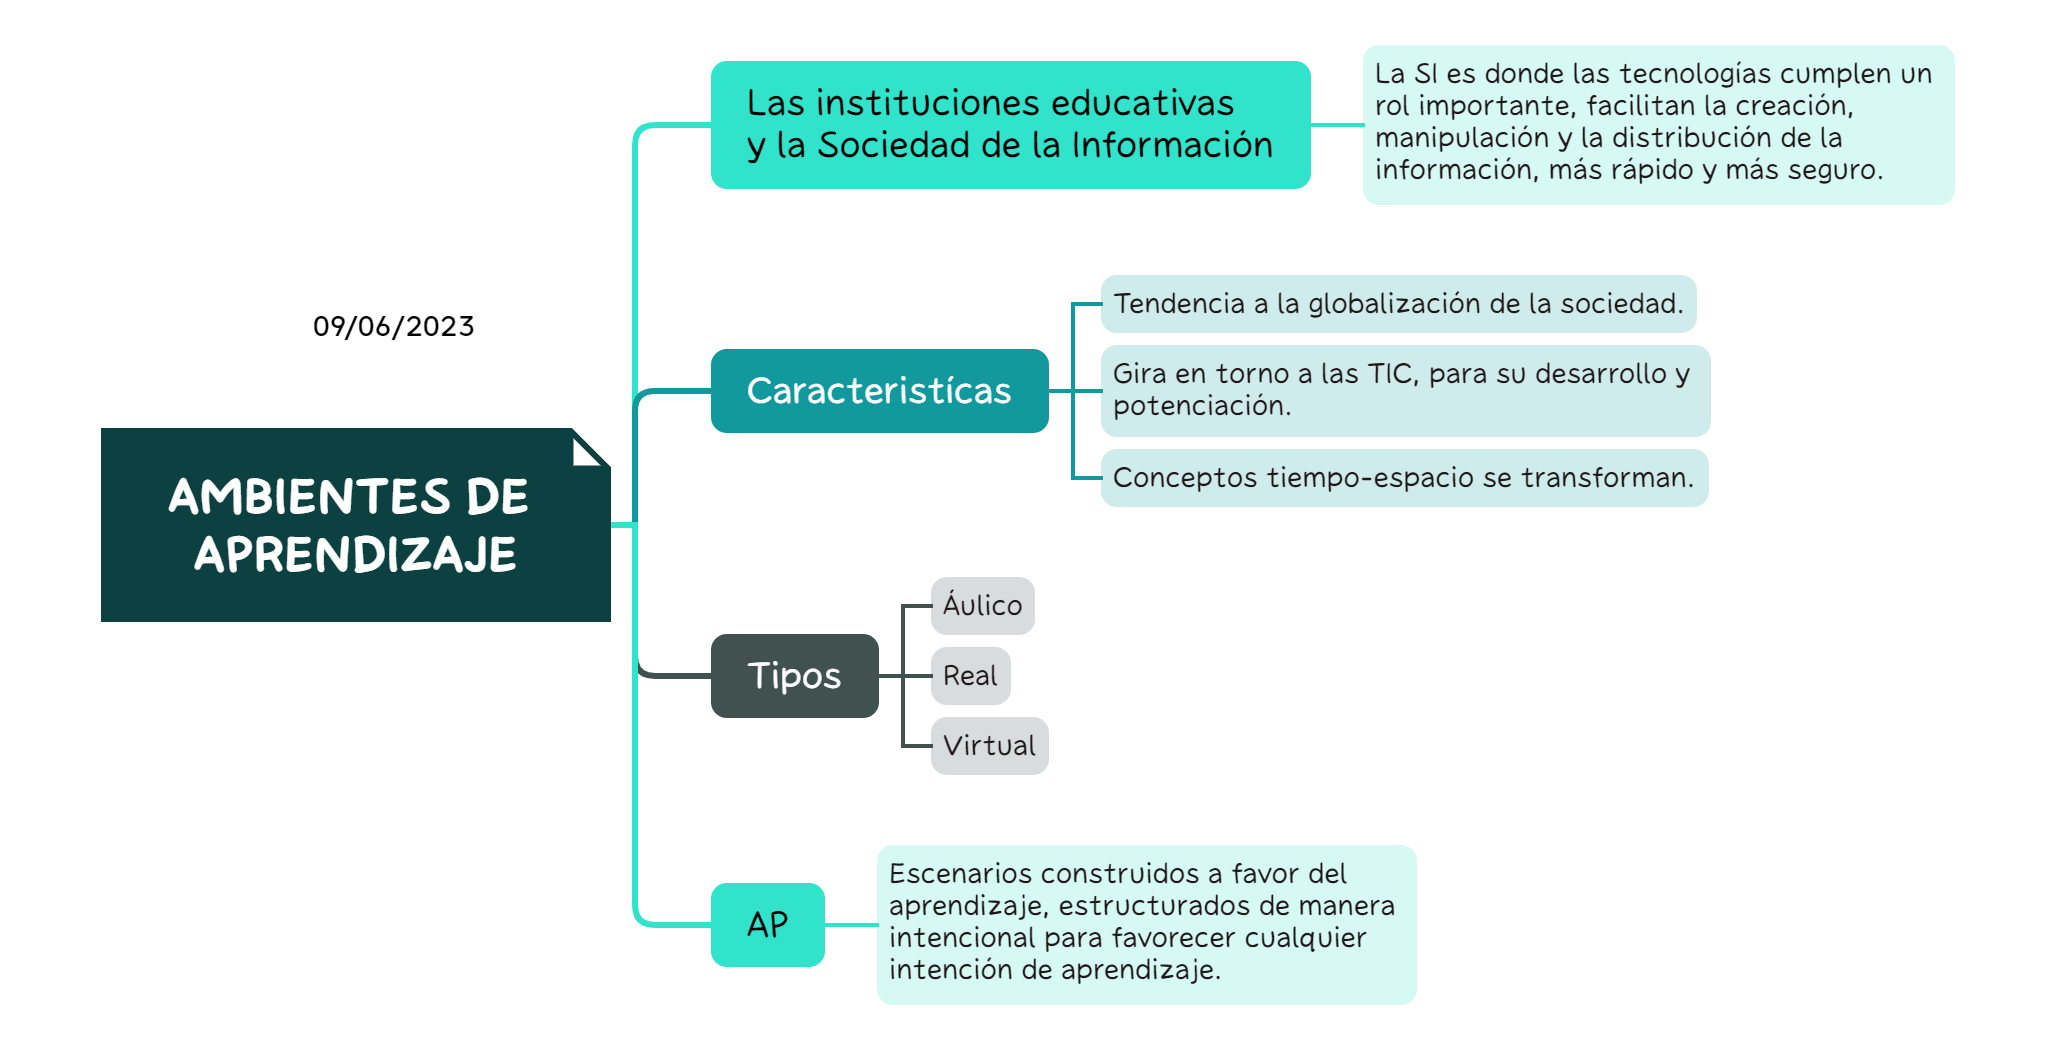 09/06/2023
AMBIENTES DE
APRENDIZAJE
Las instituciones educativas
y la Sociedad de la Información
La SI es donde las tecnologías cumplen un
rol importante, facilitan la creación,
manipulación y la distribución de la
información, más rápido y más seguro.
Caracteristícas
Tendencia a la globalización de la sociedad.
Gira en torno a las TIC, para su desarrollo y
potenciación.
Conceptos tiempo-espacio se transforman.
Tipos
Áulico
Real
Virtual
AP
Escenarios construidos a favor del
aprendizaje, estructurados de manera
intencional para favorecer cualquier
intención de aprendizaje.